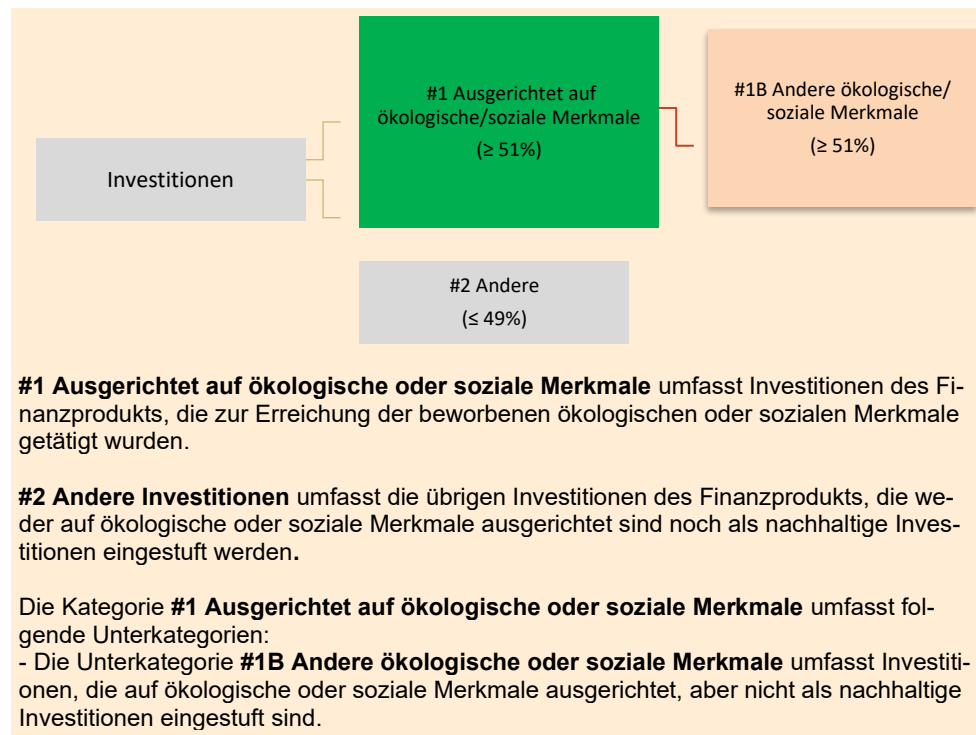 #1 Ausgerichtet auf
ökologische/soziale Merkmale
(≥ 51%)
#1B Andere ökologische/
soziale Merkmale
(≥ 51%)
Investitionen
#2 Andere
(≤ 49%)
#1 Ausgerichtet auf ökologische oder soziale Merkmale umfasst Investitionen des Fi-
nanzprodukts, die zur Erreichung der beworbenen ökologischen oder sozialen Merkmale
getätigt wurden.
#2 Andere Investitionen umfasst die übrigen Investitionen des Finanzprodukts, die we-
der auf ökologische oder soziale Merkmale ausgerichtet sind noch als nachhaltige Inves-
titionen eingestuft werden.
Die Kategorie #1 Ausgerichtet auf ökologische oder soziale Merkmale umfasst fol-
gende Unterkategorien:
- Die Unterkategorie #1B Andere ökologische oder soziale Merkmale umfasst Investiti-
onen, die auf ökologische oder soziale Merkmale ausgerichtet, aber nicht als nachhaltige
Investitionen eingestuft sind.